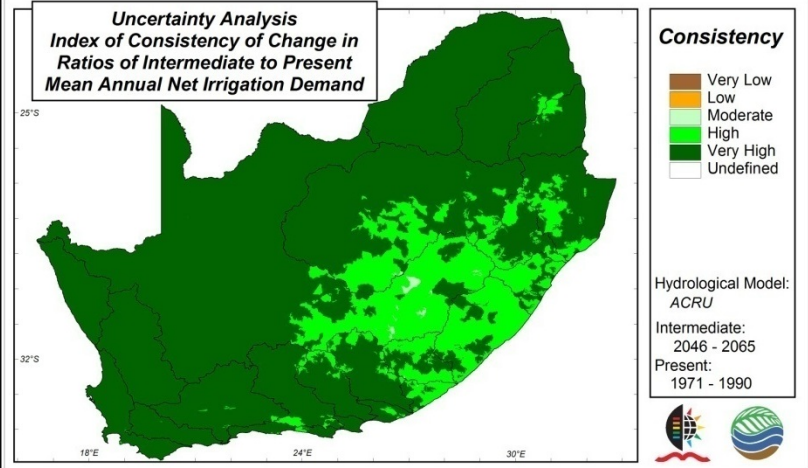 Uncertainty Analysis
Index of Consistency of Change in
Ratios of Intermediate to Present
Mean Annual Net Irrigation Demand
Consistency
Very Low
Low
Moderate
High
Very High
Undefined
Hydrological Model:
ACRU
Intermediate:
2046 - 2065
Present:
1971 - 1990
25°S
32°S
18°E
24°E
30°E